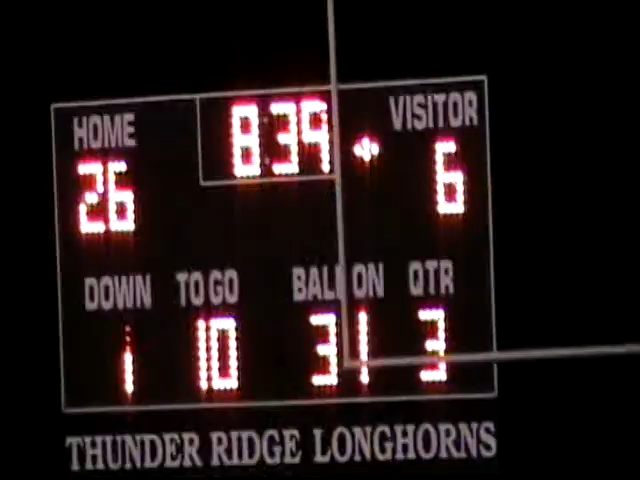 HOME 8:39 VISITOR
26 6
DOWN TO GO BALL ON QTR
1 10 31 3
THUNDER RIDGE LONGHORNS